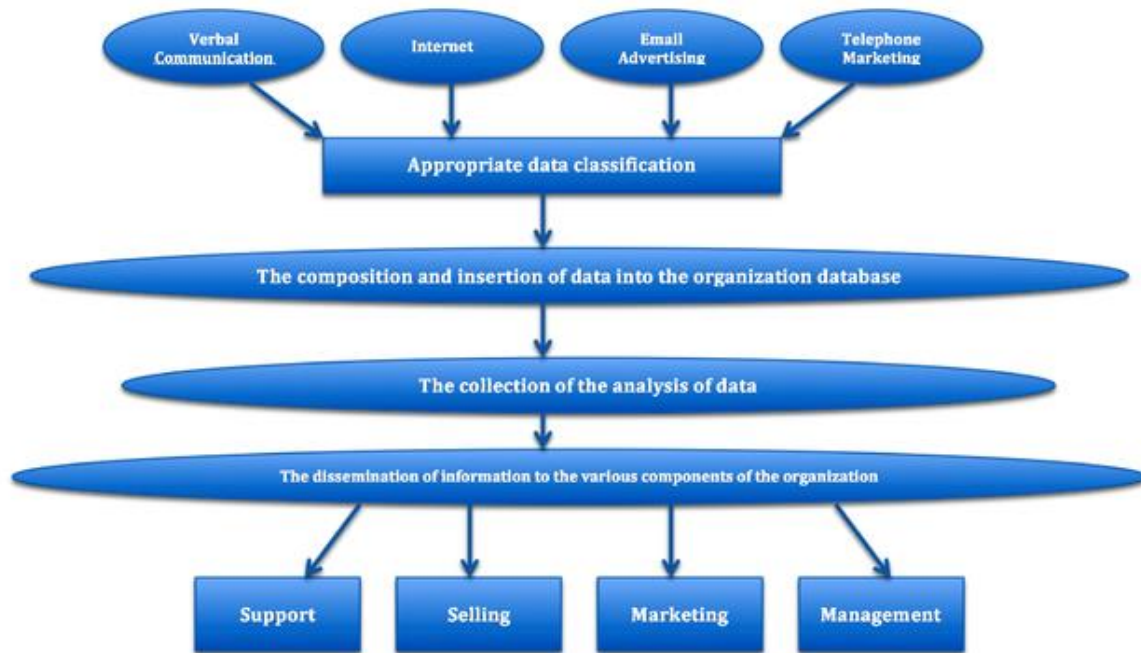 Verbal
Communication
Internet
Email
Advertising
Telephone
Marketing
Appropriate data classification
The composition and insertion of data into the organization database
The collection of the analysis of data
The dissemination of information to the various components of the organization
Support
Selling
Marketing
Management